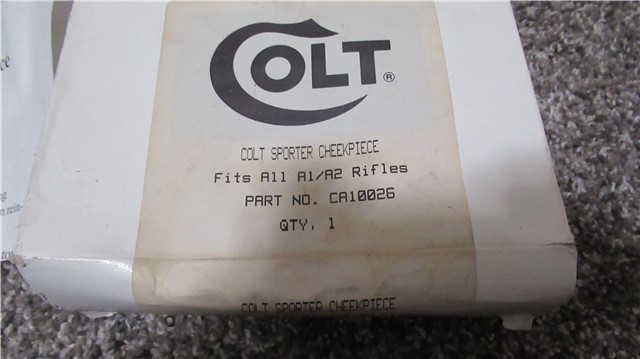 COLT®
COLT SPORTER CHEEKPIECE
Fits All A1/A2 Rifles
PART NO. CA10026
QTY. 1
COLT SPORTER CHEEKPIECE